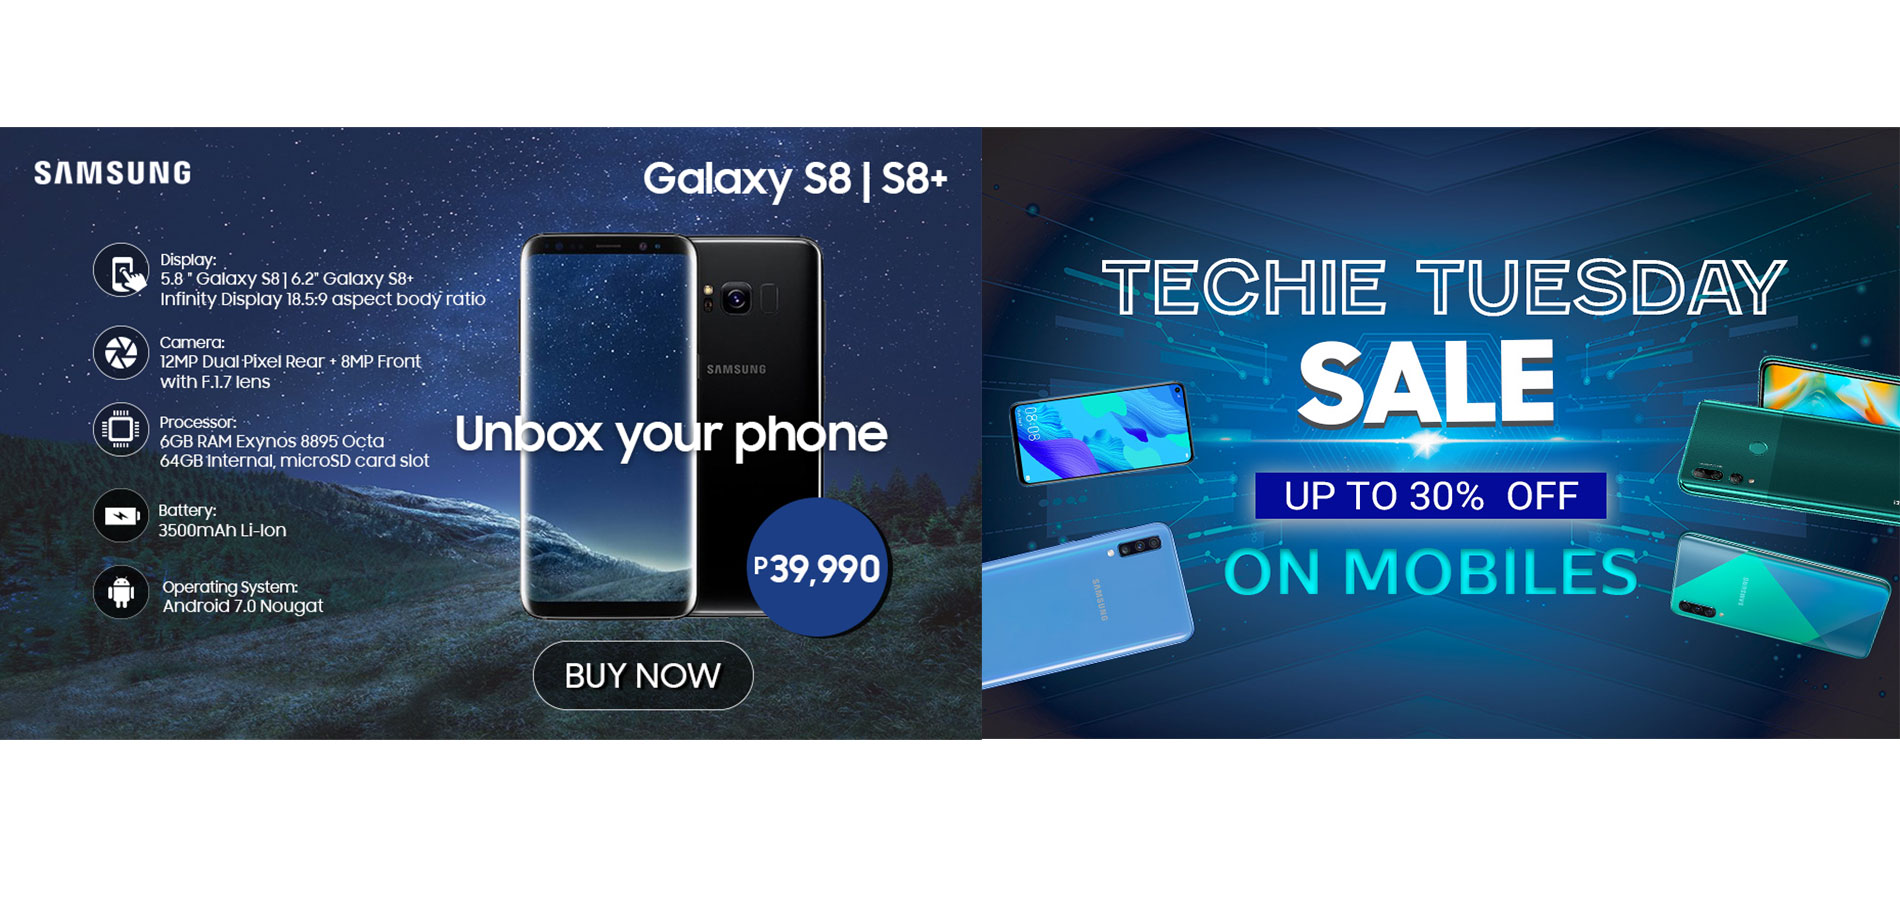 SAMSUNG
Galaxy S8 | S8+
Display:
5.8 " Galaxy S8 | 6.2" Galaxy S8+
Infinity Display 18.5:9 aspect body ratio
Camera:
12MP Dual Pixel Rear + 8MP Front
with F.1.7 lens
Processor:
6GB RAM Exynos 8895 Octa
64GB Internal, microSD card slot
Battery:
3500mAh Li-Ion
Operating System:
Android 7.0 Nougat
SAMSUNG
Unbox your phone
P39,990
BUY NOW
TECHIE TUESDAY
SALE
UP TO 30% OFF
ON MOBILES
08:08
SAMSUNG
SAMSUNG